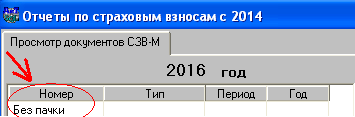 Отчеты по страховым взносам с 2014
Просмотр документов СЗВ-М
2016 год
Номер Тип Период Год
Без пачки